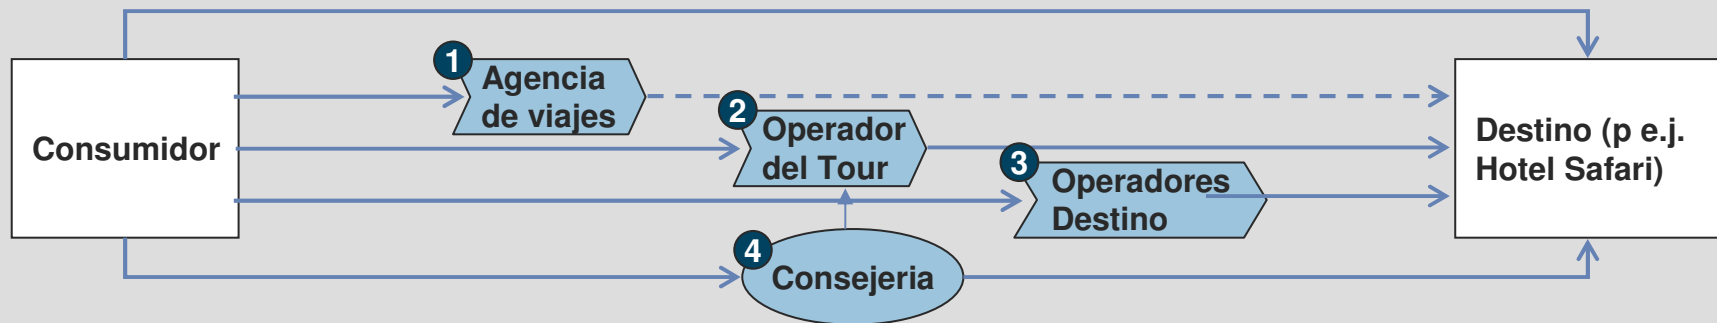 Consumidor
1
Agencia
de viajes
2
Operador
del Tour
3
Operadores
Destino
4
Consejeria
Destino (p e.j.
Hotel Safari)